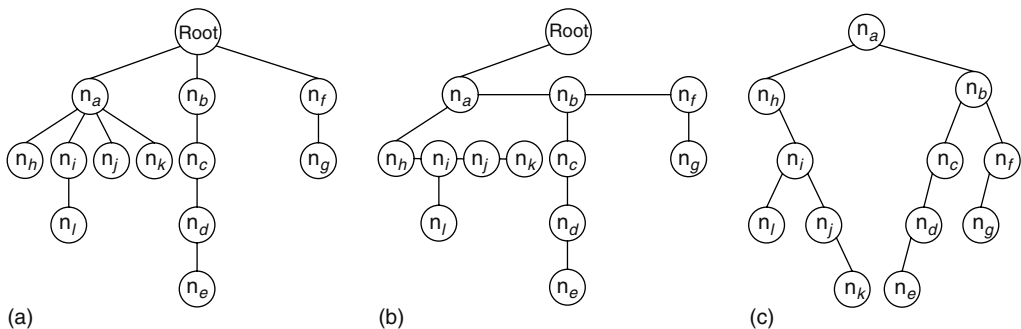 Root
n_a n_b n_f
n_h n_i n_j n_k n_c n_g
n_l n_d
n_e
(a)
Root
n_a n_b n_f
n_h n_i n_j n_k n_c n_g
n_l n_d
n_e
(b)
n_a
n_h n_b
n_i n_c n_f
n_l n_j n_d n_g
n_k n_e
(c)